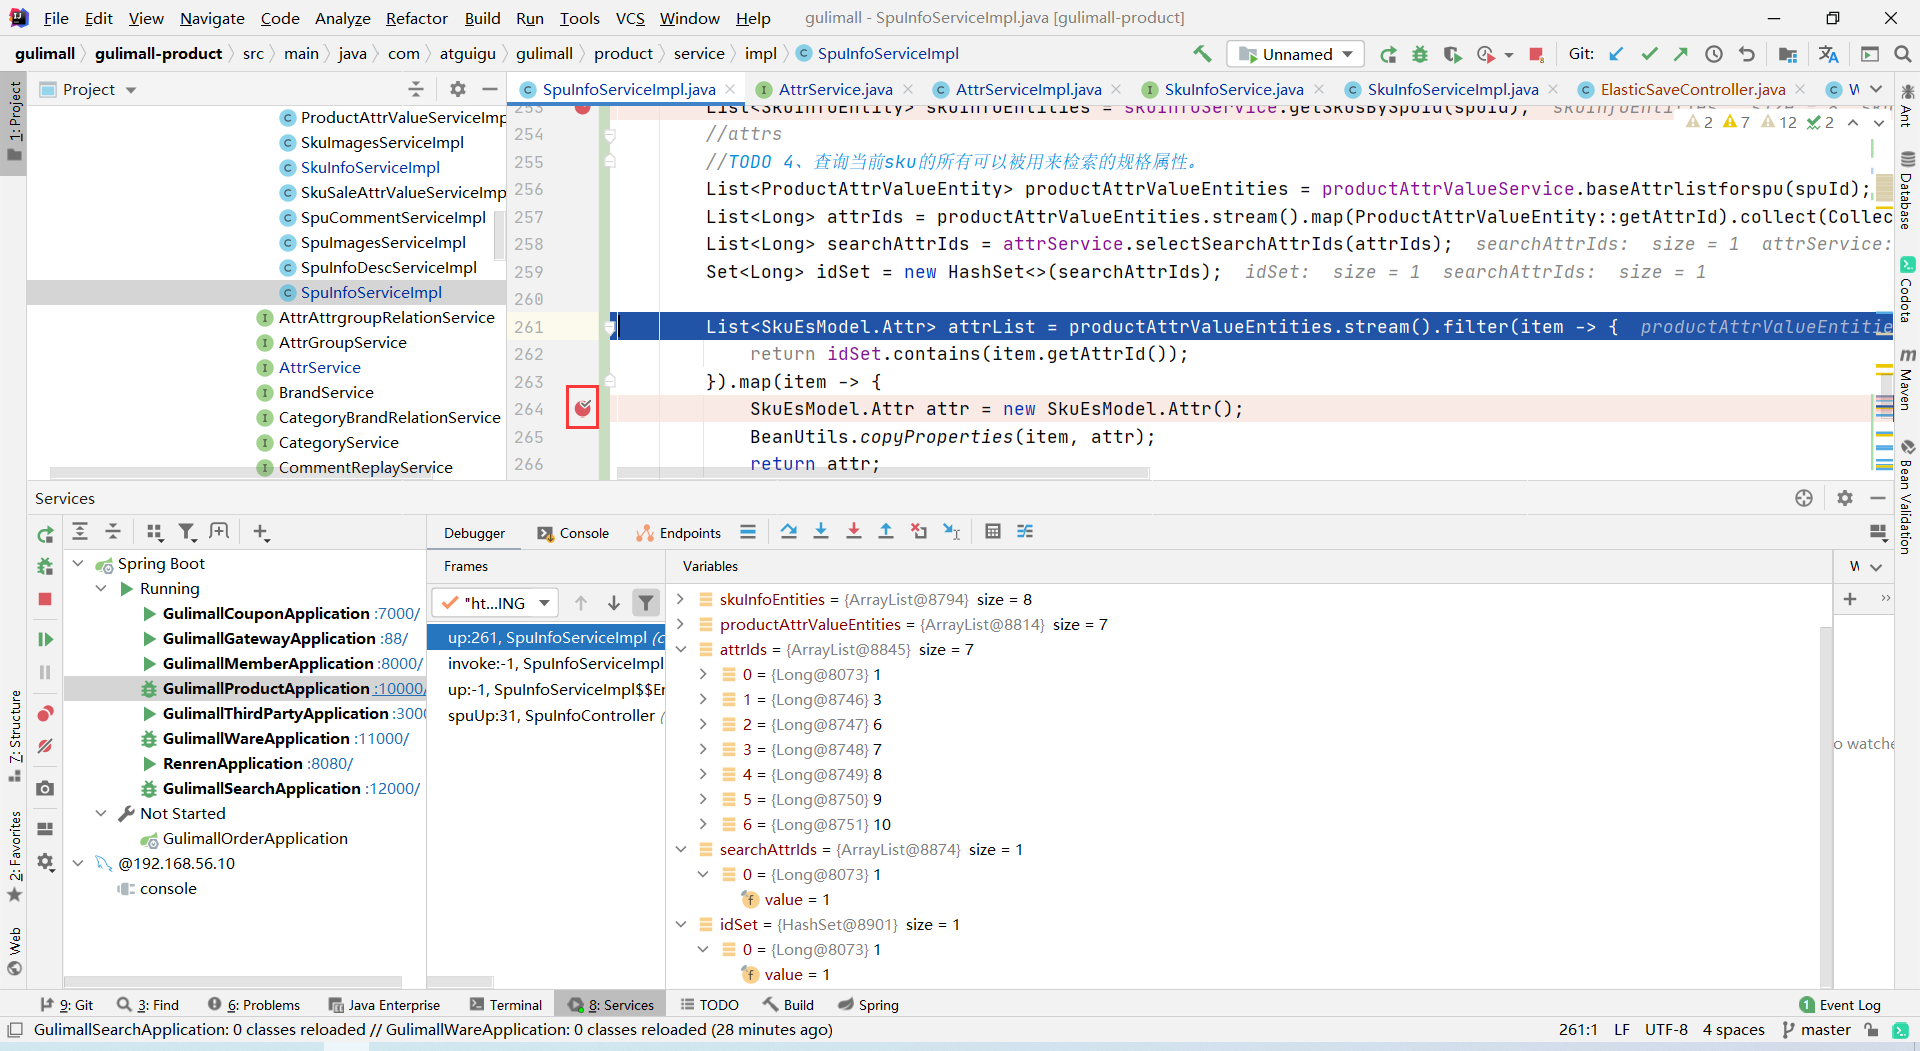 File Edit View Navigate Code Analyze Refactor Build Run Tools VCS Window Help gulimall - SpuInfoServiceImpl.java [gulimall-product]
gulimall gulimall-product src main java com atguigu gulimall product service impl SpuInfoServiceImpl Unnamed Git:
1: Project
Project
SpuInfoServiceImpl.java AttrService.java AttrServiceImpl.java SkuInfoService.java SkuInfoServiceImpl.java ElasticSaveController.java W
ProductAttrValueServiceImp
SkuImagesServiceImpl
SkuInfoServiceImpl
SkuSaleAttrValueServiceImp
SpuCommentServiceImpl
SpuImagesServiceImpl
SpuInfoDescServiceImpl
SpuInfoServiceImpl
AttrAttrgroupRelationService
AttrGroupService
AttrService
BrandService
CategoryBrandRelationService
CategoryService
CommentReplayService
2 7 12 2
253 List<SkuInfoEntity> skuInfoEntities = skuInfoService.getSkusBySpuId(spuId);
254 //attrs
255 //TODO 4、查询当前sku的所有可以被用来检索的规格属性。
256 List<ProductAttrValueEntity> productAttrValueEntities = productAttrValueService.baseAttrlistforspu(spuId);
257 List<Long> attrIds = productAttrValueEntities.stream().map(ProductAttrValueEntity::getAttrId).collect(Collec
258 List<Long> searchAttrIds = attrService.selectSearchAttrIds(attrIds); searchAttrIds: size = 1 attrService:
259 Set<Long> idSet = new HashSet<>(searchAttrIds); idSet: size = 1 searchAttrIds: size = 1
260
261 List<SkuEsModel.Attr> attrList = productAttrValueEntities.stream().filter(item -> { productAttrValueEntitie
262 return idSet.contains(item.getAttrId());
263 }).map(item -> {
264 SkuEsModel.Attr attr = new SkuEsModel.Attr();
265 BeanUtils.copyProperties(item, attr);
266 return attr;
Ant
Database
Codota
Maven
Bean Validation
Services
Debugger Console Endpoints
Spring Boot
Running
GulimallCouponApplication :7000/
GulimallGatewayApplication :88/
GulimallMemberApplication :8000/
GulimallProductApplication :10000/
GulimallThirdPartyApplication :3000
GulimallWareApplication :11000/
RenrenApplication :8080/
GulimallSearchApplication :12000/
Not Started
GulimallOrderApplication
@192.168.56.10
console
Frames
"ht...ING
up:261, SpuInfoServiceImpl (c
invoke:-1, SpuInfoServiceImpl
up:-1, SpuInfoServiceImpl$$Er
spuUp:31, SpuInfoController (
Variables
skuInfoEntities = {ArrayList@8794} size = 8
productAttrValueEntities = {ArrayList@8814} size = 7
attrIds = {ArrayList@8845} size = 7
0 = {Long@8073} 1
1 = {Long@8746} 3
2 = {Long@8747} 6
3 = {Long@8748} 7
4 = {Long@8749} 8
5 = {Long@8750} 9
6 = {Long@8751} 10
searchAttrIds = {ArrayList@8874} size = 1
0 = {Long@8073} 1
value = 1
idSet = {HashSet@8901} size = 1
0 = {Long@8073} 1
value = 1
W
o watche
7: Structure
2: Favorites
Web
9: Git 3: Find 6: Problems Java Enterprise Terminal 8: Services TODO Build Spring 1 Event Log
GulimallSearchApplication: 0 classes reloaded // GulimallWareApplication: 0 classes reloaded (28 minutes ago) 261:1 LF UTF-8 4 spaces master